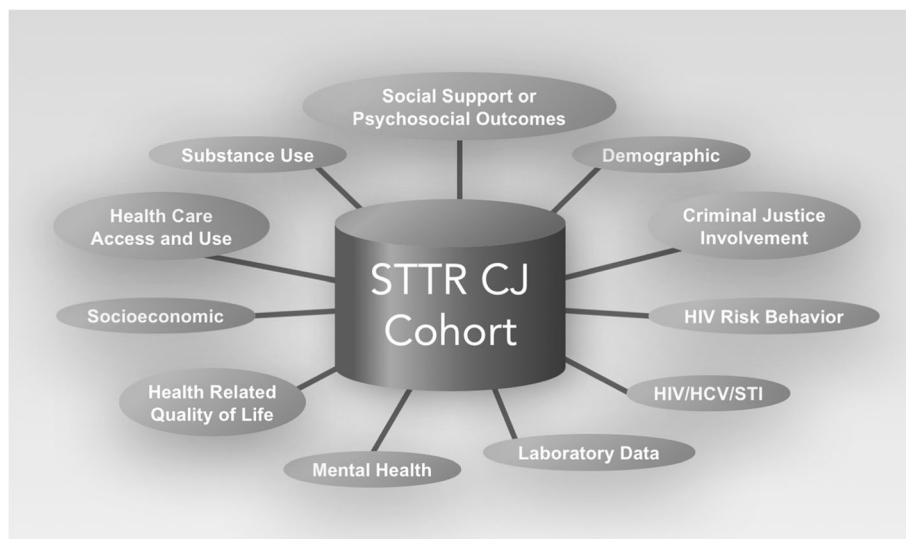 Social Support or
Psychosocial Outcomes
Substance Use
Demographic
Health Care
Access and Use
Criminal Justice
Involvement
STTR CJ
Cohort
Socioeconomic
HIV Risk Behavior
Health Related
Quality of Life
HIV/HCV/STI
Mental Health
Laboratory Data